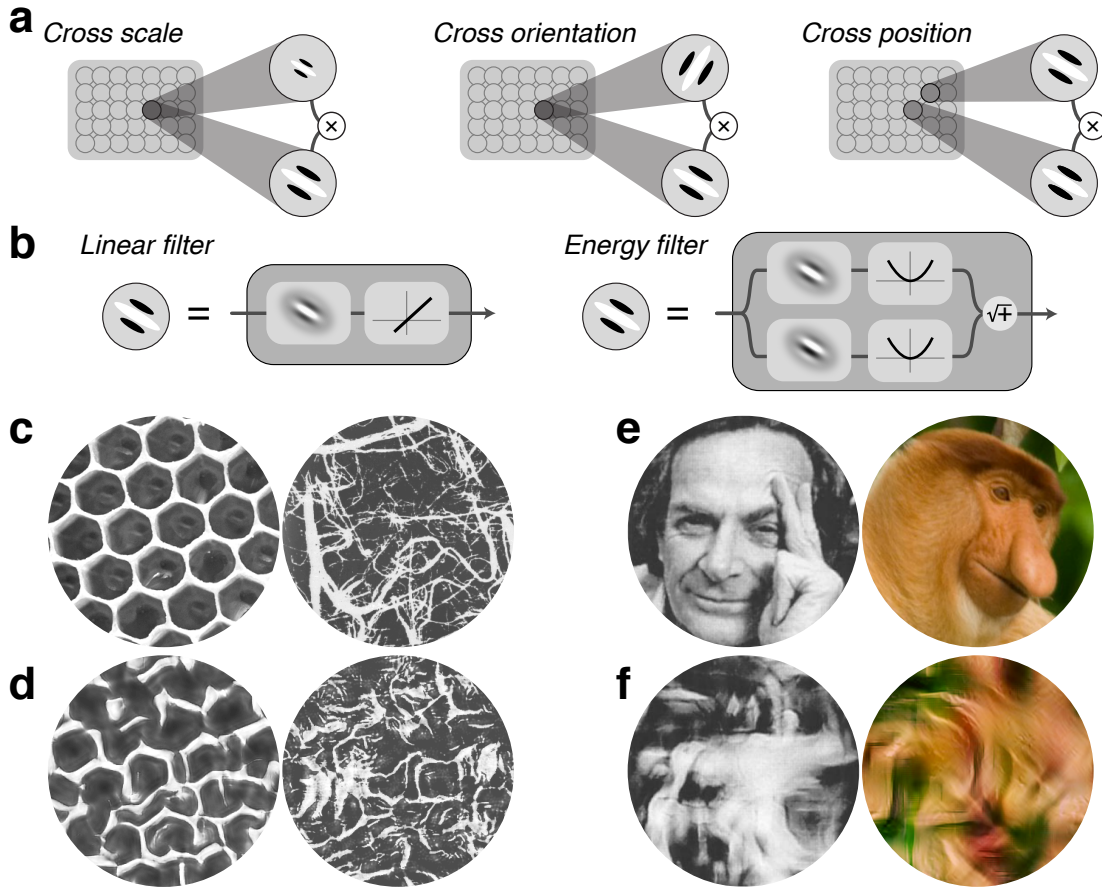 a
Cross scale
Cross orientation
Cross position
×
×
×
b
Linear filter
Energy filter
=
=
√+
c
e
d
f